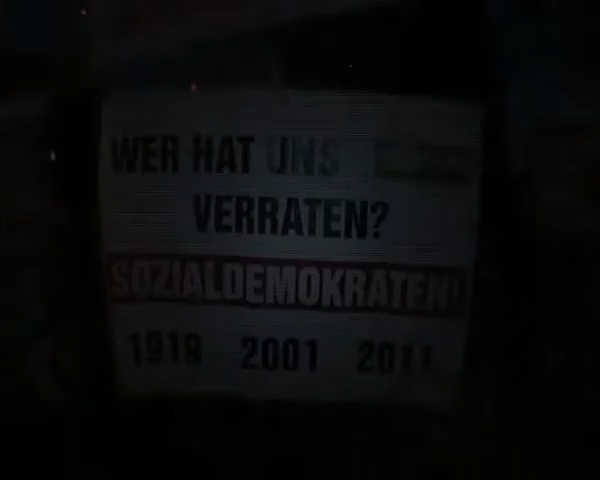 WER HAT UNS
VERRATEN?
SOZIALDEMOKRATEN!
1919 2001 2011